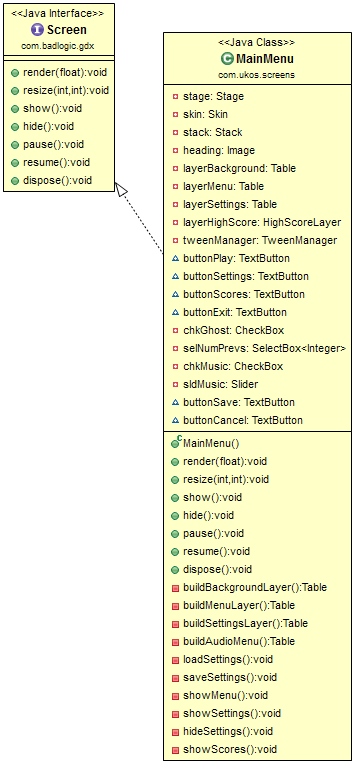 <<Java Interface>>
I Screen
com.badlogic.gdx
render(float):void
resize(int,int):void
show():void
hide():void
pause():void
resume():void
dispose():void
<<Java Class>>
C MainMenu
com.ukos.screens
stage: Stage
skin: Skin
stack: Stack
heading: Image
layerBackground: Table
layerMenu: Table
layerSettings: Table
layerHighScore: HighScoreLayer
tweenManager: TweenManager
buttonPlay: TextButton
buttonSettings: TextButton
buttonScores: TextButton
buttonExit: TextButton
chkGhost: CheckBox
selNumPrevs: SelectBox<Integer>
chkMusic: CheckBox
sldMusic: Slider
buttonSave: TextButton
buttonCancel: TextButton
C MainMenu()
render(float):void
resize(int,int):void
show():void
hide():void
pause():void
resume():void
dispose():void
buildBackgroundLayer():Table
buildMenuLayer():Table
buildSettingsLayer():Table
buildAudioMenu():Table
loadSettings():void
saveSettings():void
showMenu():void
showSettings():void
hideSettings():void
showScores():void